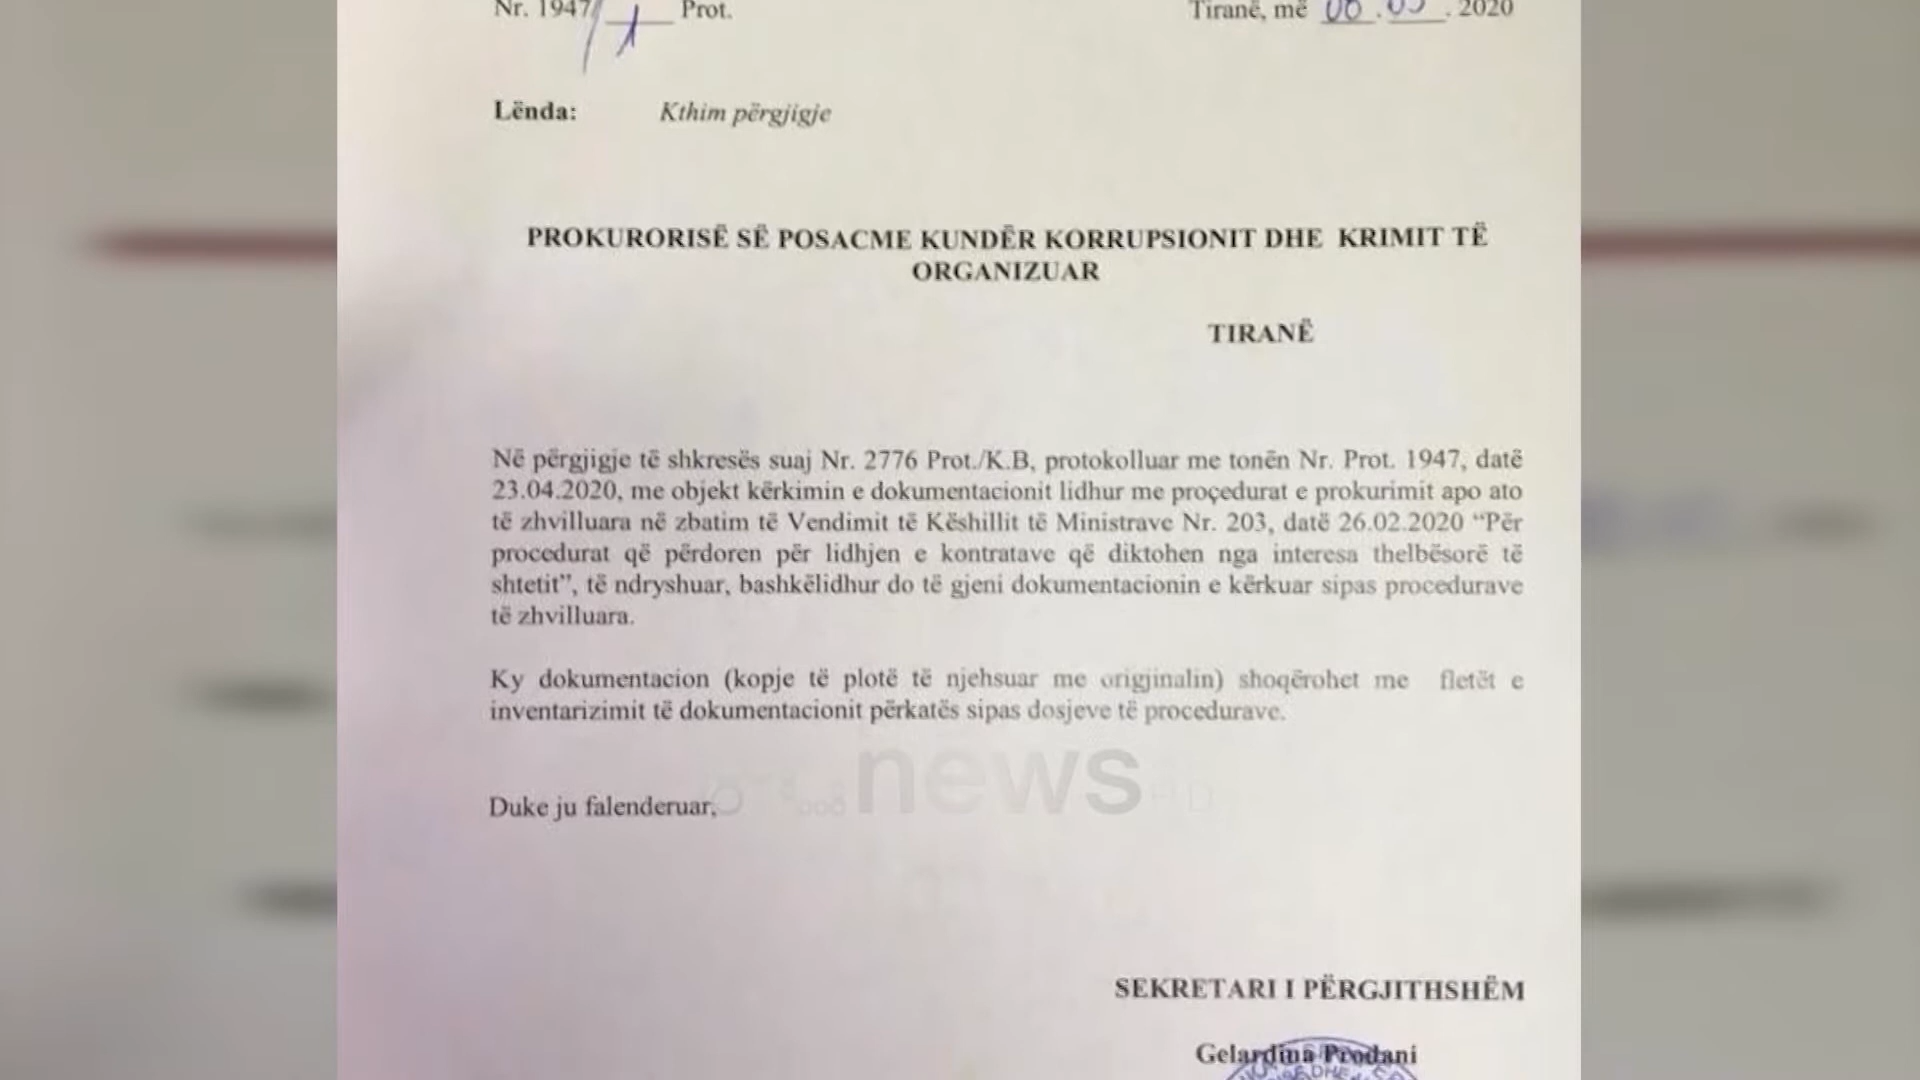 Nr. 1947/1 Prot.
Tiranë, më 06.05.2020
Lënda: Kthim përgjigje
PROKURORISË SË POSACME KUNDËR KORRUPSIONIT DHE KRIMIT TË
ORGANIZUAR
TIRANË
Në përgjigje të shkresës suaj Nr. 2776 Prot./K.B, protokolluar me tonën Nr. Prot. 1947, datë
23.04.2020, me objekt kërkimin e dokumentacionit lidhur me proçedurat e prokurimit apo ato
të zhvilluara në zbatim të Vendimit të Këshillit të Ministrave Nr. 203, datë 26.02.2020 “Për
procedurat që përdoren për lidhjen e kontratave që diktohen nga interesa thelbësorë të
shtetit”, të ndryshuar, bashkëlidhur do të gjeni dokumentacionin e kërkuar sipas procedurave
të zhvilluara.
Ky dokumentacion (kopje të plotë të njehsuar me origjinalin) shoqërohet me fletët e
inventarizimit të dokumentacionit përkatës sipas dosjeve të procedurave.
news
Duke ju falenderuar,
SEKRETARI I PËRGJITHSHËM
Gelardina Prodani